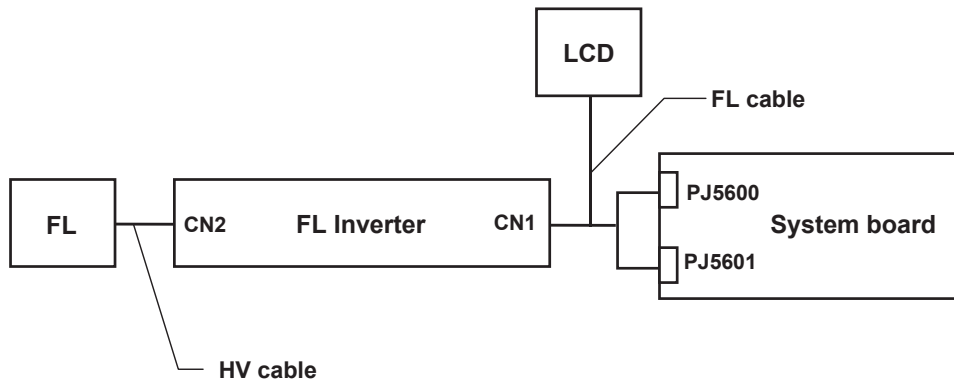 LCD
FL cable
FL
CN2
FL Inverter
CN1
PJ5600
System board
PJ5601
HV cable